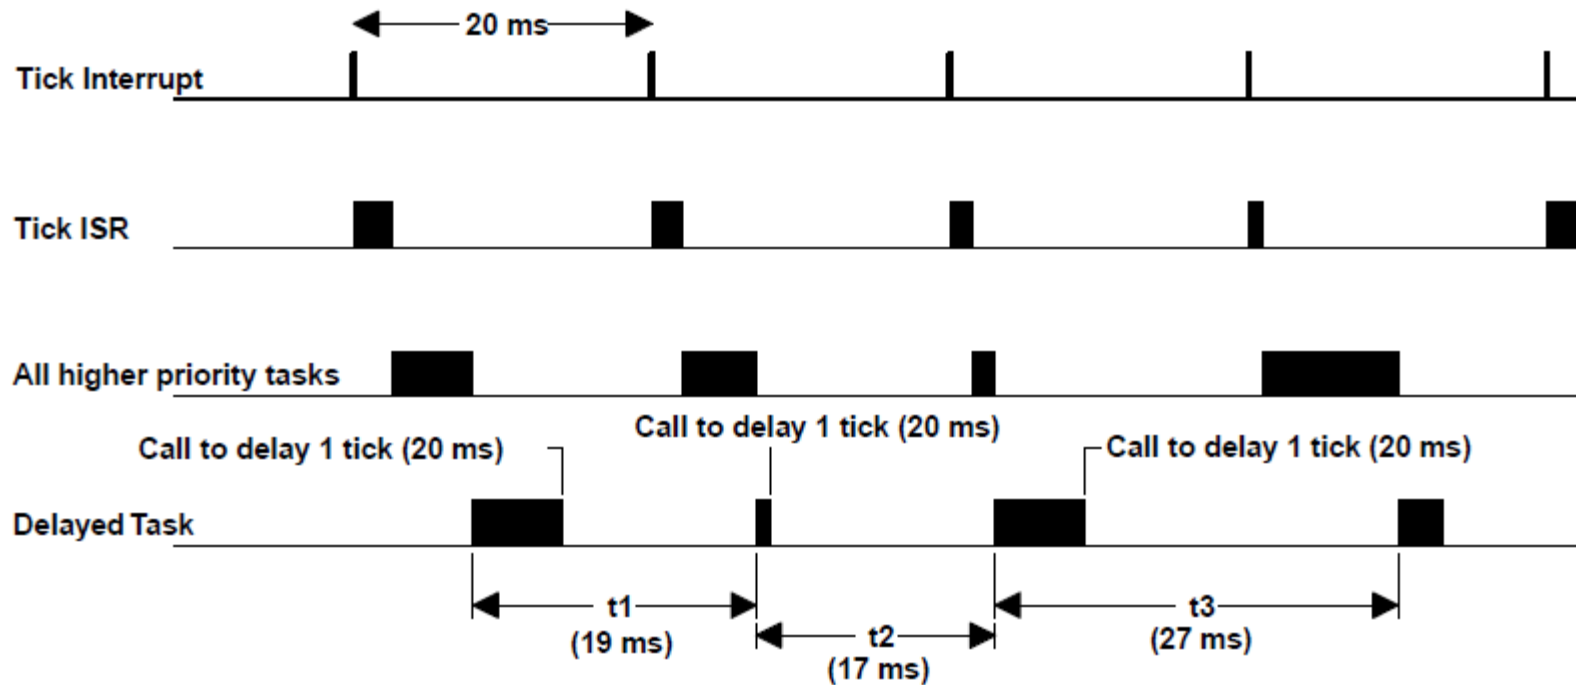 20 ms
Tick Interrupt
Tick ISR
All higher priority tasks
Call to delay 1 tick (20 ms)
Call to delay 1 tick (20 ms)
Call to delay 1 tick (20 ms)
Delayed Task
t1
(19 ms)
t2
(17 ms)
t3
(27 ms)